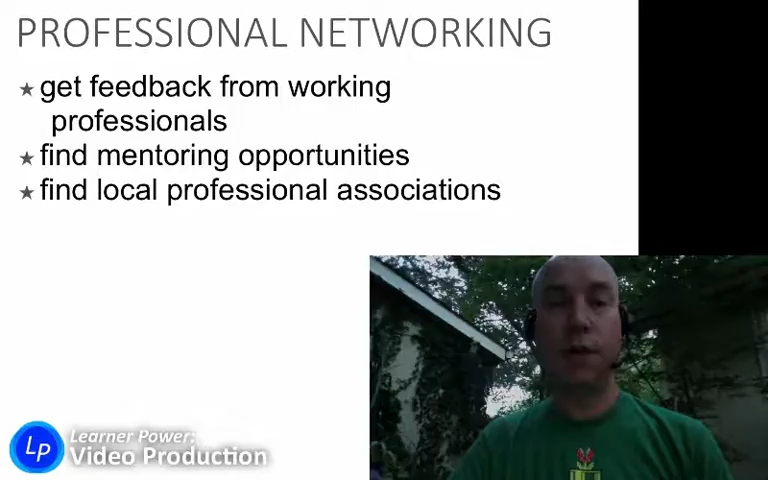 PROFESSIONAL NETWORKING
★ get feedback from working
professionals
★ find mentoring opportunities
★ find local professional associations
Lp
Learner Power:
Video Production